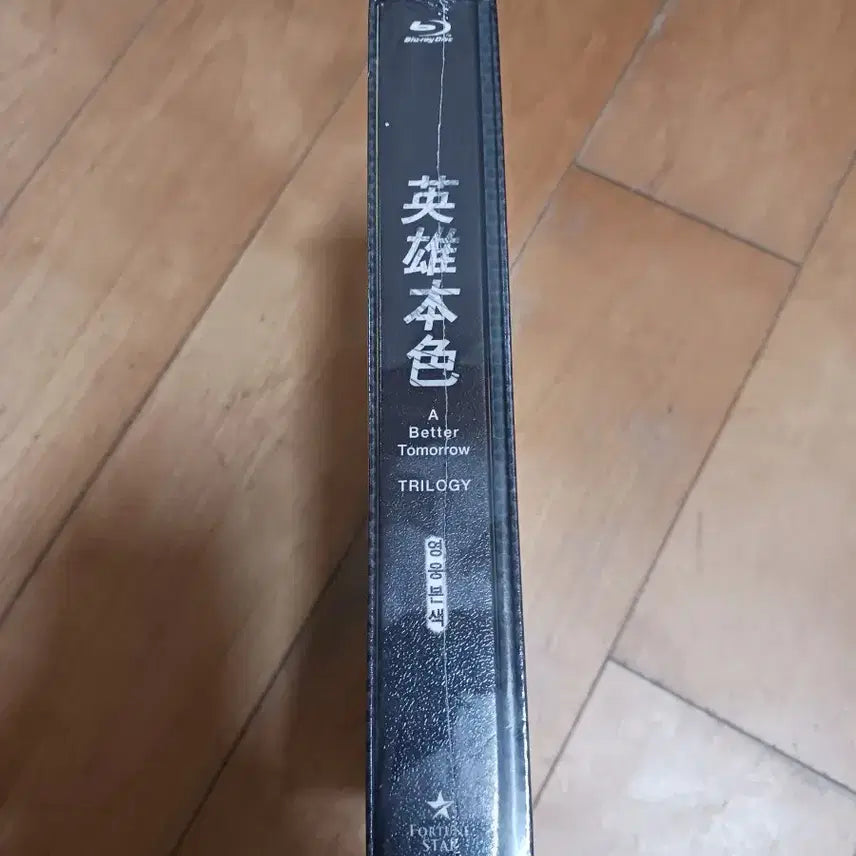 Blu-ray Disc
英雄本色
A
Better
Tomorrow
TRILOGY
영웅본색
FORTUNE
STAR